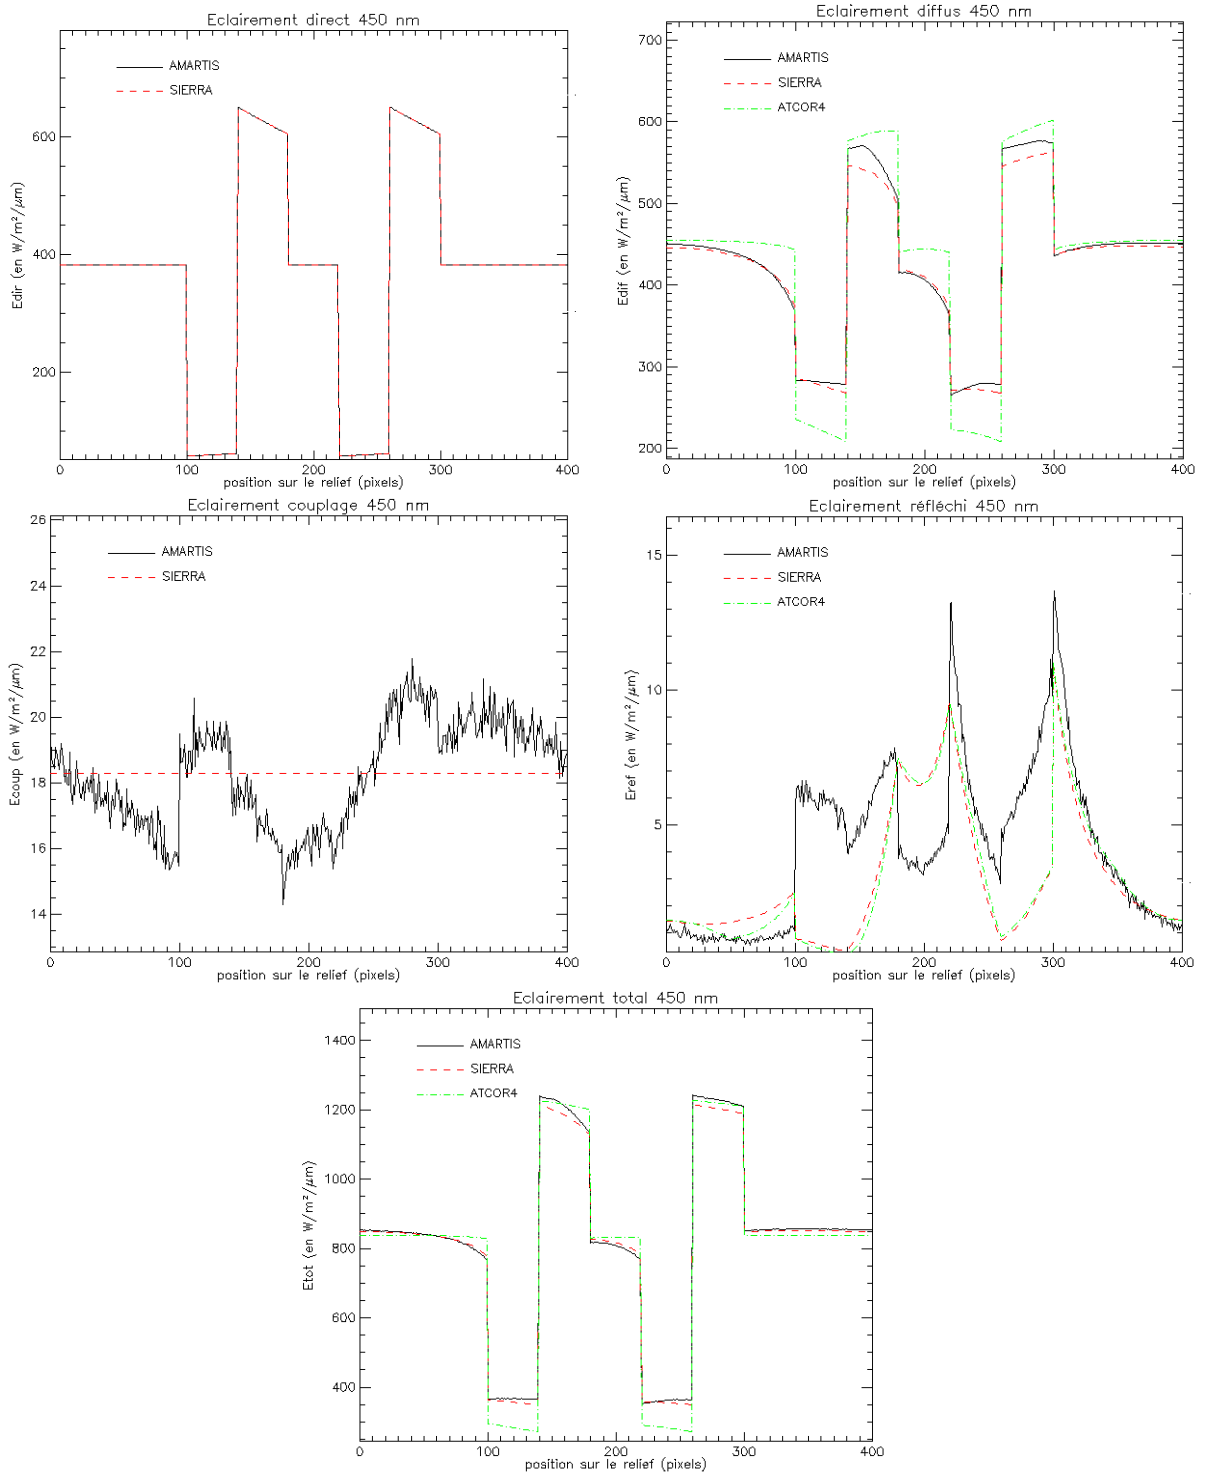 Eclairement direct 450 nm
AMARTIS
SIERRA
Edir (en W/m²/μm)
600
400
200
0 100 200 300 400
position sur le relief (pixels)
Eclairement diffus 450 nm
AMARTIS
SIERRA
ATCOR4
Edif (en W/m²/μm)
700
600
500
400
300
200
0 100 200 300 400
position sur le relief (pixels)
Eclairement couplage 450 nm
AMARTIS
SIERRA
Ecoup (en W/m²/μm)
26
24
22
20
18
16
14
0 100 200 300 400
position sur le relief (pixels)
Eclairement réfléchi 450 nm
AMARTIS
SIERRA
ATCOR4
Eref (en W/m²/μm)
15
10
5
0 100 200 300 400
position sur le relief (pixels)
Eclairement total 450 nm
AMARTIS
SIERRA
ATCOR4
Etot (en W/m²/μm)
1400
1200
1000
800
600
400
0 100 200 300 400
position sur le relief (pixels)